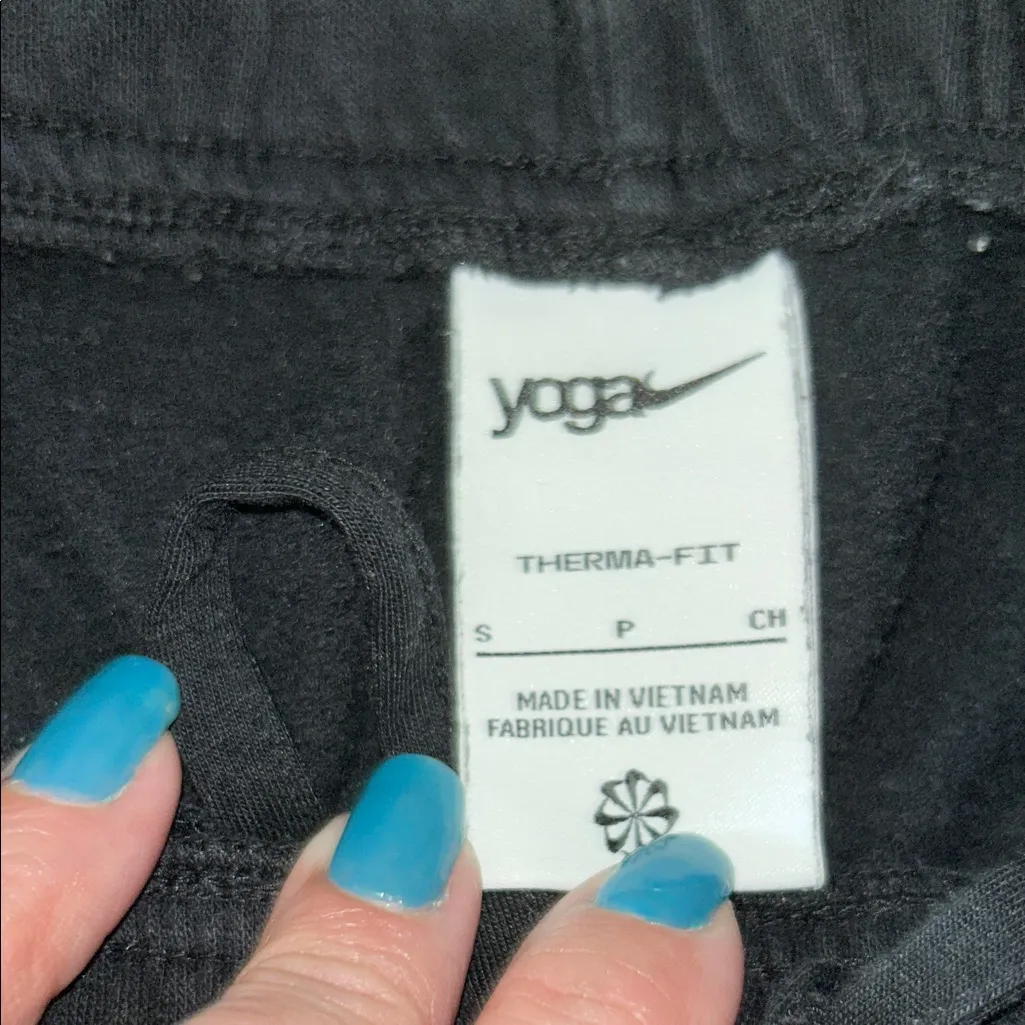 yoga
THERMA-FIT
S P CH
MADE IN VIETNAM
FABRIQUE AU VIETNAM